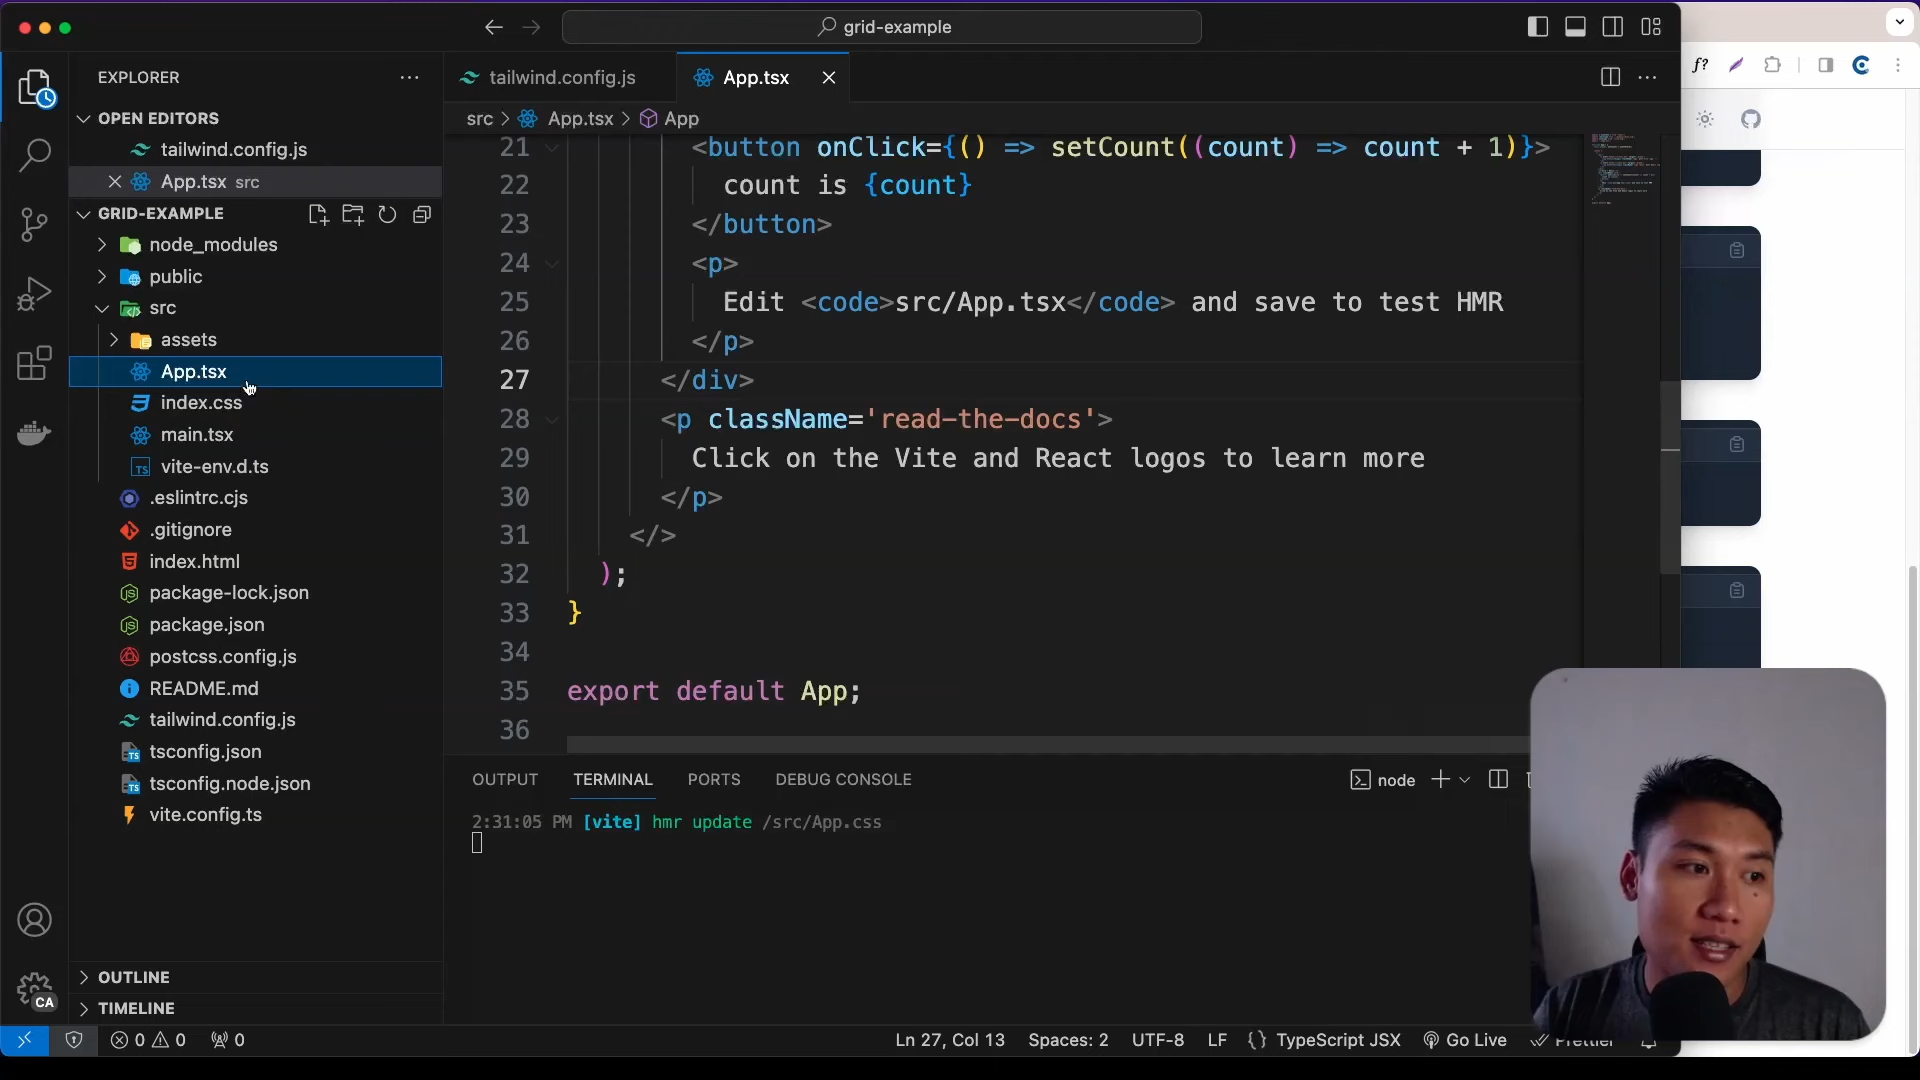 grid-example
f?
EXPLORER
OPEN EDITORS
tailwind.config.js
App.tsx src
GRID-EXAMPLE
node_modules
public
src
assets
App.tsx
index.css
main.tsx
TS vite-env.d.ts
.eslintrc.cjs
.gitignore
index.html
package-lock.json
package.json
postcss.config.js
README.md
tailwind.config.js
tsconfig.json
tsconfig.node.json
vite.config.ts
OUTLINE
TIMELINE
CA
tailwind.config.js
App.tsx
src > App.tsx > App
21 <button onClick={() => setCount((count) => count + 1)}>
22 count is {count}
23 </button>
24 <p>
25 Edit <code>src/App.tsx</code> and save to test HMR
26 </p>
27 </div>
28 <p className='read-the-docs'>
29 Click on the Vite and React logos to learn more
30 </p>
31 </>
32 );
33 }
34
35 export default App;
36
OUTPUT TERMINAL PORTS DEBUG CONSOLE node
2:31:05 PM [vite] hmr update /src/App.css
0 0 0 Ln 27, Col 13 Spaces: 2 UTF-8 LF {} TypeScript JSX Go Live Prettier